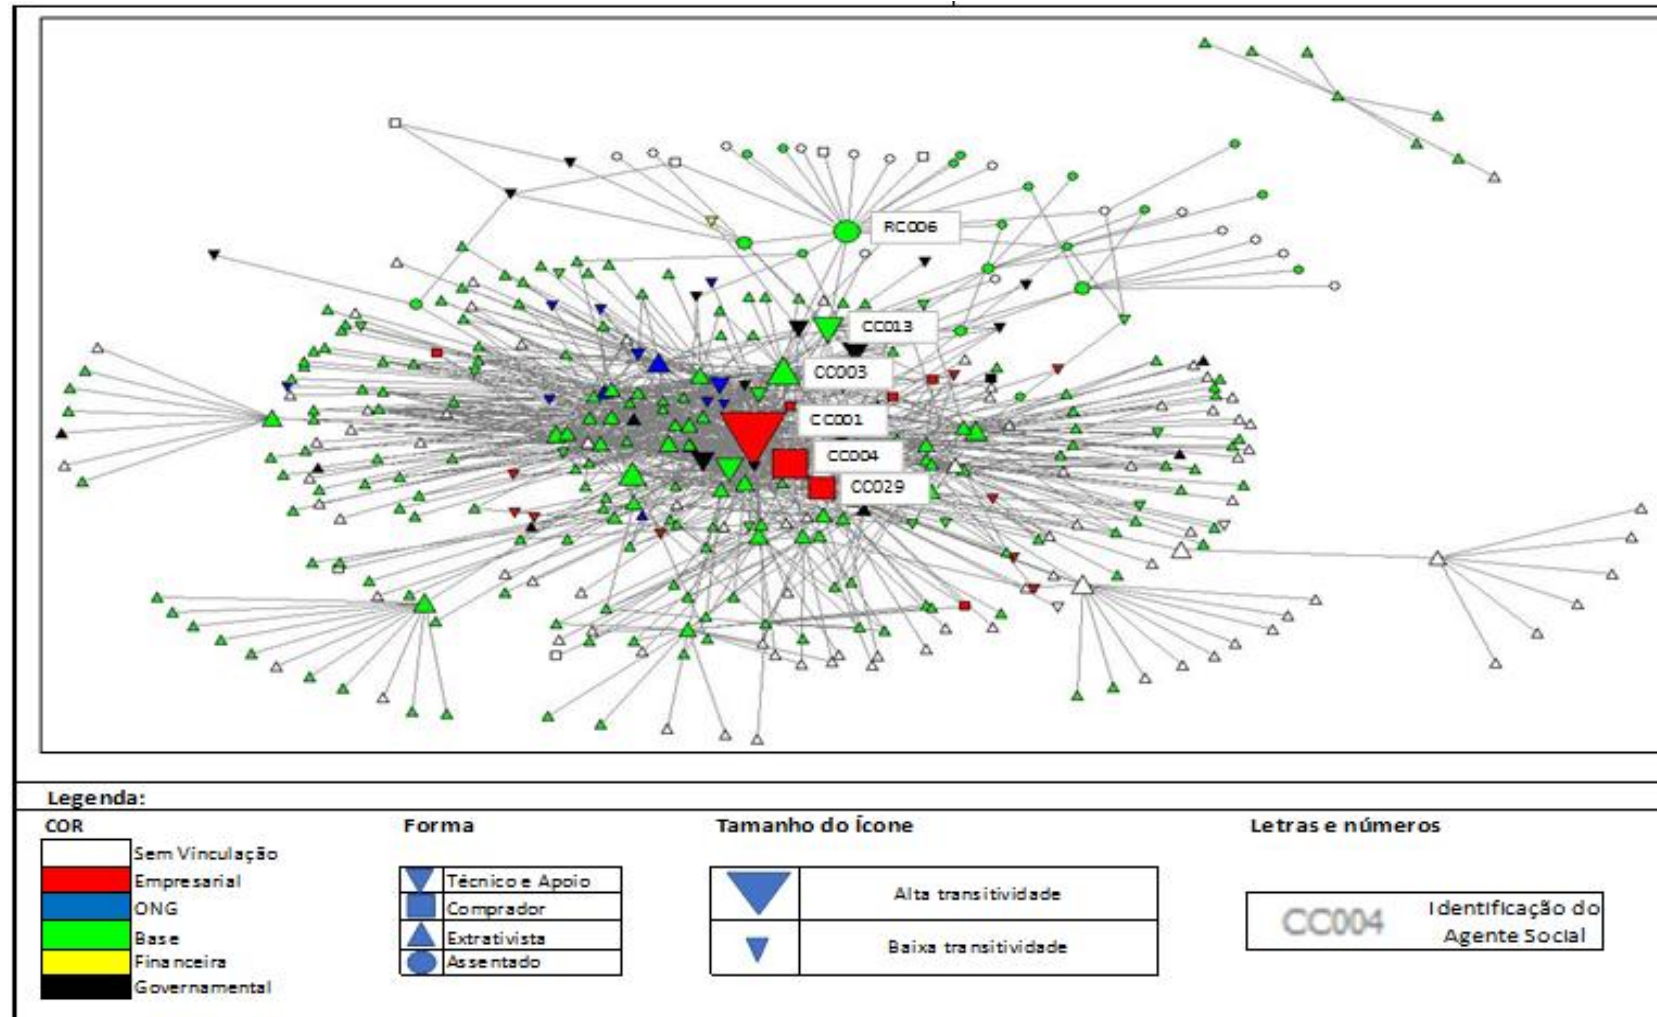 RC006
CC013
CC003
CC001
CC004
CC029
Legenda:
COR
Sem Vinculação
Empresarial
ONG
Base
Financeira
Governamental
Forma
Técnico e Apoio
Comprador
Extrativista
Assentado
Tamanho do Ícone
Alta transitividade
Baixa transitividade
Letras e números
CC004
Identificação do
Agente Social